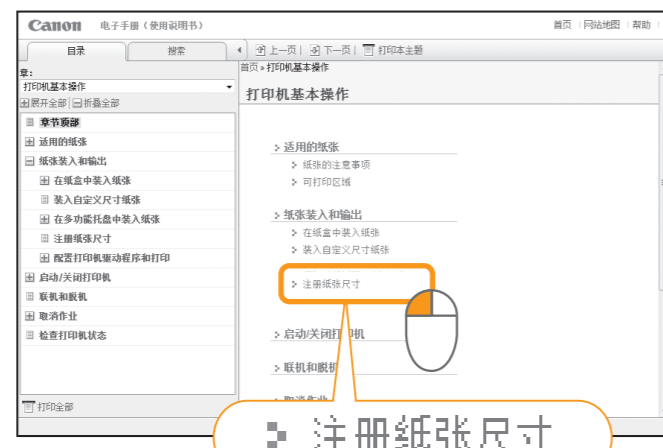 Canon 电子手册（使用说明书） 首页 网站地图 帮助
目录 搜索 上一页 下一页 打印本主题
章：
打印机基本操作
展开全部 折叠全部
章节顶部
适用的纸张
纸张装入和输出
在纸盒中装入纸张
装入自定义尺寸纸张
在多功能托盘中装入纸张
注册纸张尺寸
配置打印机驱动程序和打印
启动/关闭打印机
联机和脱机
取消作业
检查打印机状态
打印全部
首页 » 打印机基本操作
打印机基本操作
适用的纸张
纸张的注意事项
可打印区域
纸张装入和输出
在纸盒中装入纸张
装入自定义尺寸纸张
注册纸张尺寸
启动/关闭打印机
联机和脱机
取消作业
注册纸张尺寸